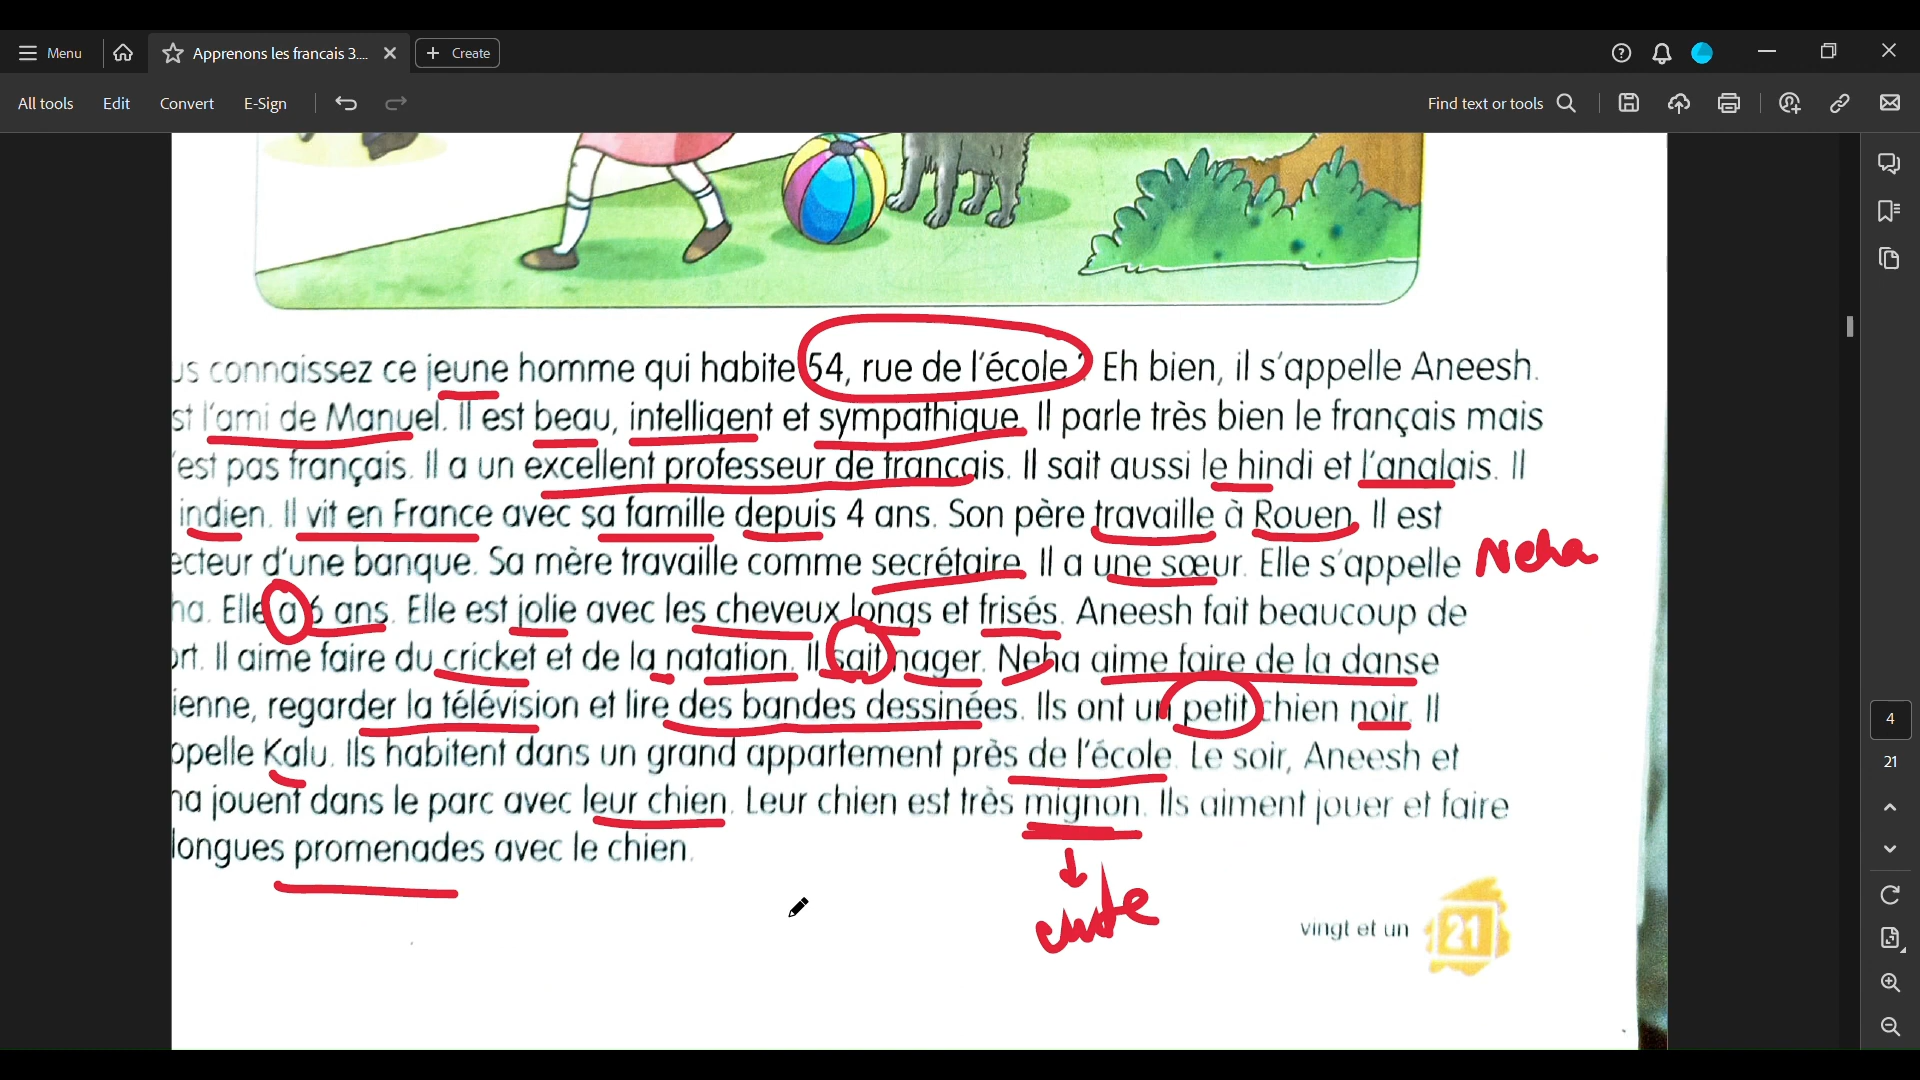 Menu
Apprenons les francais 3....
Create
All tools
Edit
Convert
E-Sign
Find text or tools
us connaissez ce jeune homme qui habite 54, rue de l'école ? Eh bien, il s'appelle Aneesh.
st l'ami de Manuel. Il est beau, intelligent et sympathique. Il parle très bien le français mais
'est pas français. Il a un excellent professeur de français. Il sait aussi le hindi et l'anglais. Il
indien. Il vit en France avec sa famille depuis 4 ans. Son père travaille à Rouen. Il est
ecteur d'une banque. Sa mère travaille comme secrétaire. Il a une sœur. Elle s'appelle Neha
ha. Elle a 6 ans. Elle est jolie avec les cheveux longs et frisés. Aneesh fait beaucoup de
ort. Il aime faire du cricket et de la natation. Il sait nager. Neha aime faire de la danse
ienne, regarder la télévision et lire des bandes dessinées. Ils ont un petit chien noir. Il
ppelle Kalu. Ils habitent dans un grand appartement près de l'école. Le soir, Aneesh et
ha jouent dans le parc avec leur chien. Leur chien est très mignon. Ils aiment jouer et faire
longues promenades avec le chien.
cute
vingt et un 21
4
21